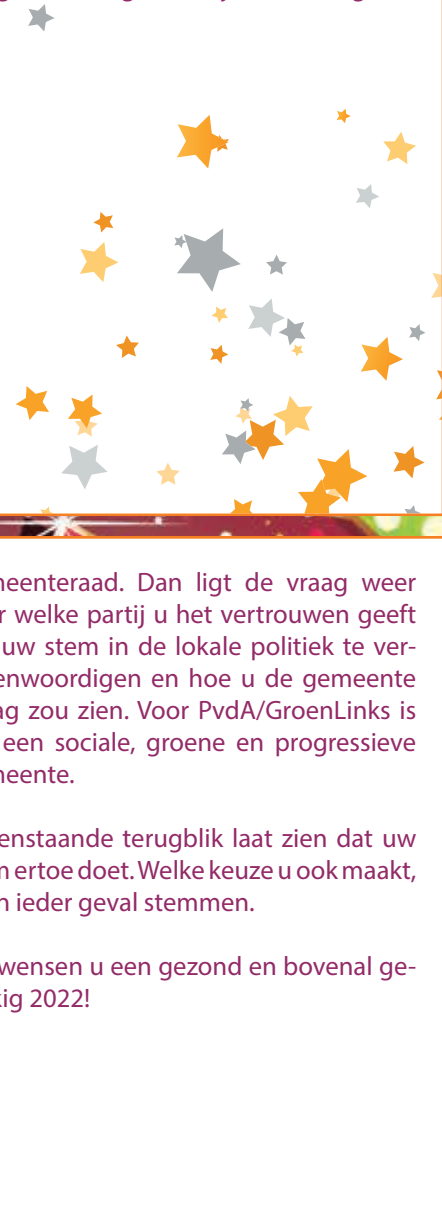 meenteraad. Dan ligt de vraag weer
welke partij u het vertrouwen geeft
uw stem in de lokale politiek te ver-
enwoordigen en hoe u de gemeente
zou zien. Voor PvdA/GroenLinks is
een sociale, groene en progressieve
meente.
enstaande terugblik laat zien dat uw
ertoe doet. Welke keuze u ook maakt,
ieder geval stemmen.
wensen u een gezond en bovenal ge-
kig 2022!